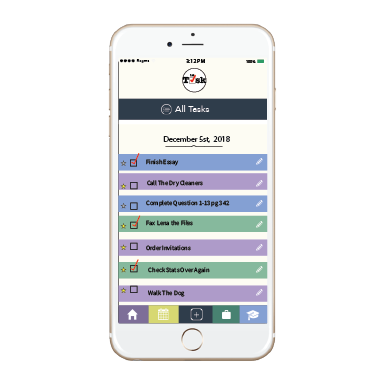 Rogers 3:12PM 100%
Task
All Tasks
December 5st, 2018
Finish Essay
Call The Dry Cleaners
Complete Question 1-13 pg 342
Fax Lena the Files
Order Invitations
Check Stats Over Again
Walk The Dog